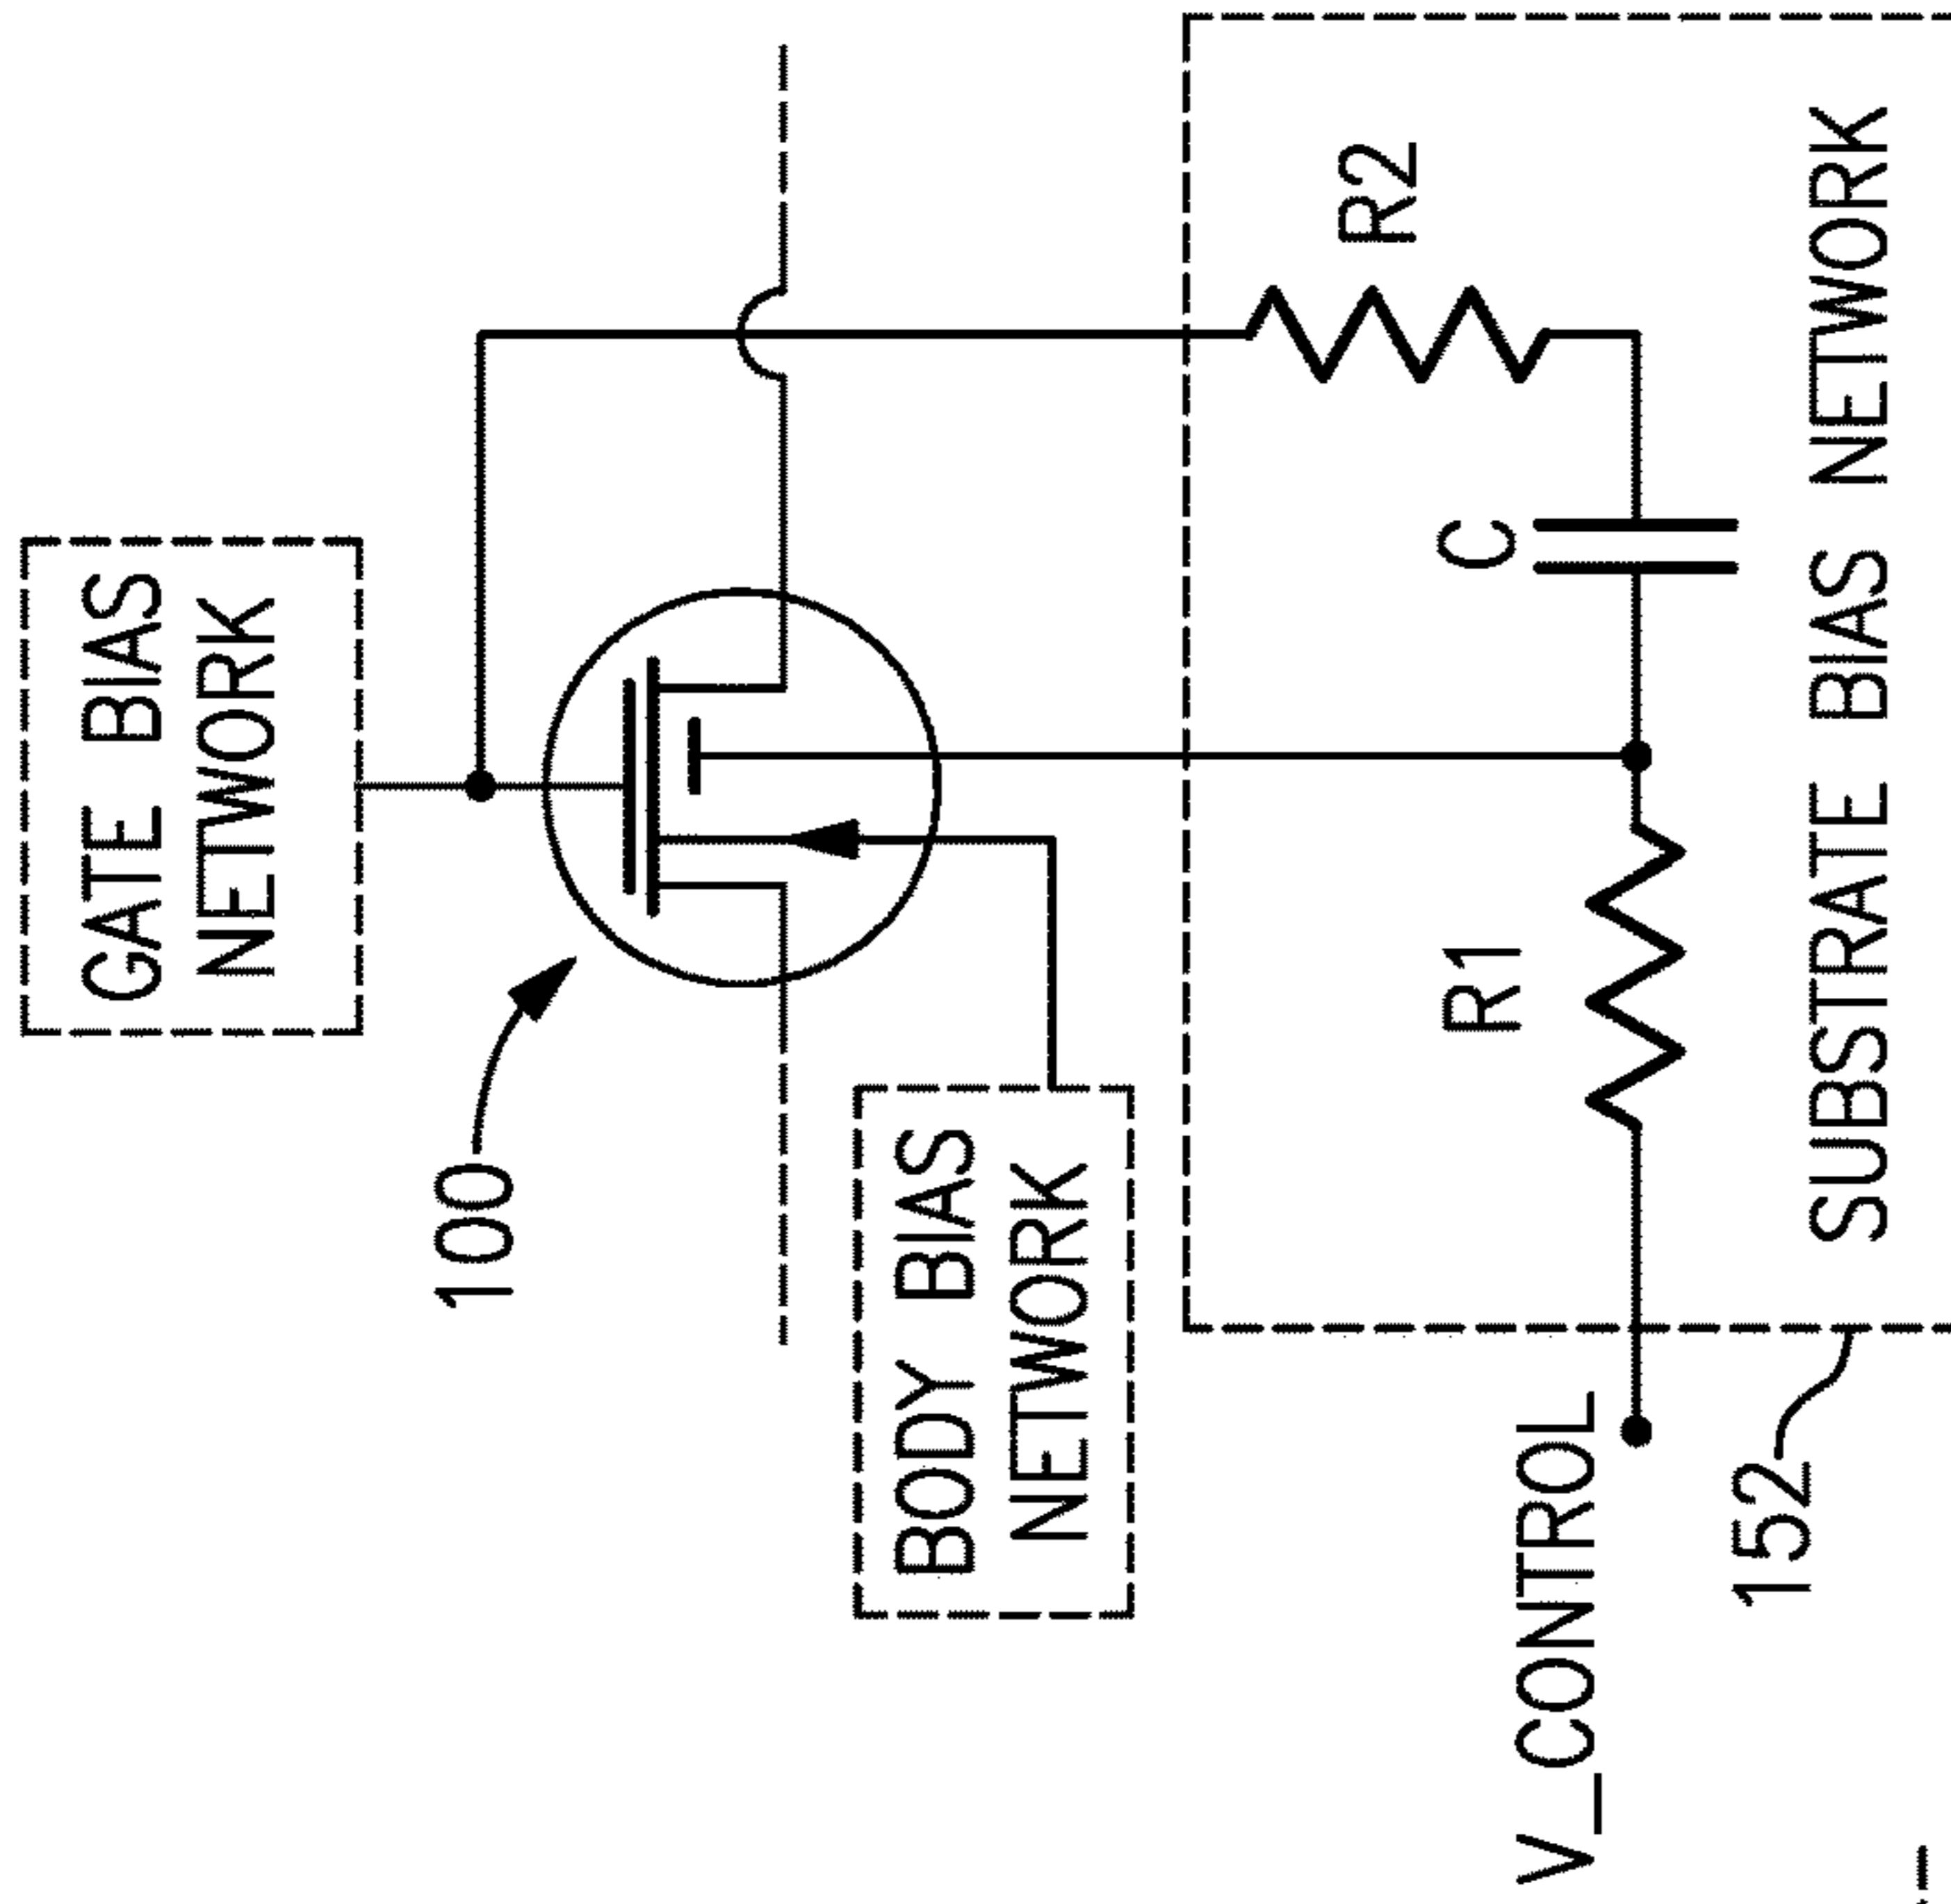 GATE BIAS
NETWORK
100
BODY BIAS
NETWORK
R2
C
R1
V_CONTROL
152
SUBSTRATE BIAS NETWORK